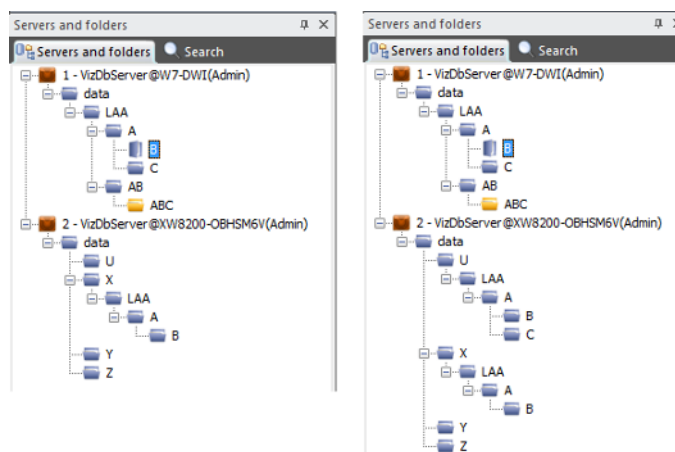 Servers and folders
Servers and folders Search
1 - VizDbServer@W7-DWI(Admin)
data
LAA
A
B
C
AB
ABC
2 - VizDbServer@XW8200-OBHSM6V(Admin)
data
U
X
LAA
A
B
Y
Z
Servers and folders
Servers and folders Search
1 - VizDbServer@W7-DWI(Admin)
data
LAA
A
B
C
AB
ABC
2 - VizDbServer@XW8200-OBHSM6V(Admin)
data
U
LAA
A
B
C
X
LAA
A
B
Y
Z